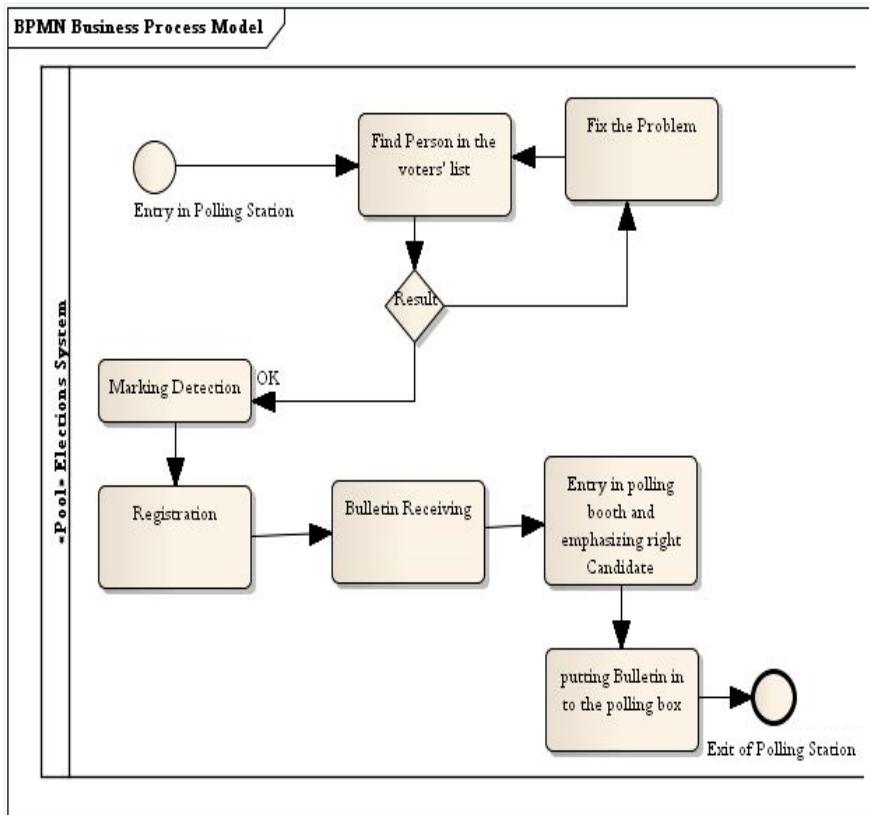 BPMN Business Process Model
«Pool» Elections System
Entry in Polling Station
Find Person in the
voters' list
Fix the Problem
Result
OK
Marking Detection
Registration
Bulletin Receiving
Entry in polling
booth and
emphasizing right
Candidate
putting Bulletin in
to the polling box
Exit of Polling Station